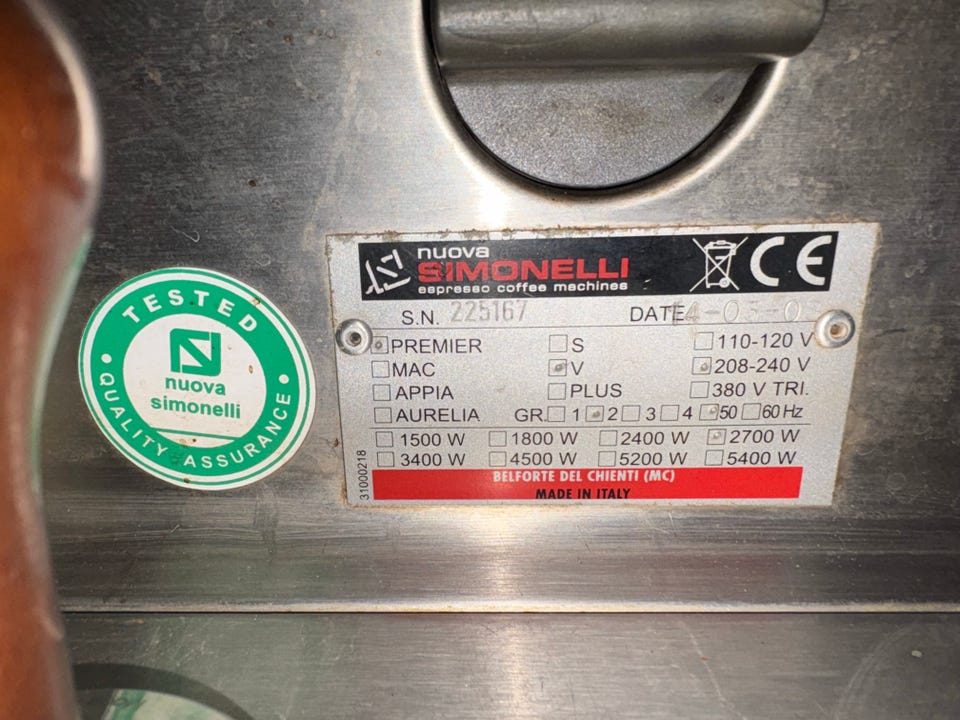 nuova
SIMONELLI
espresso coffee machines
CE
S.N. 225167 DATE
PREMIER S 110-120 V
MAC V 208-240 V
APPIA PLUS 380 V TRI.
AURELIA GR. 1 2 3 4 50 60 Hz
1500 W 1800 W 2400 W 2700 W
3400 W 4500 W 5200 W 5400 W
31000218
BELFORTE DEL CHIENTI (MC)
MADE IN ITALY
TESTED
nuova
simonelli
QUALITY ASSURANCE